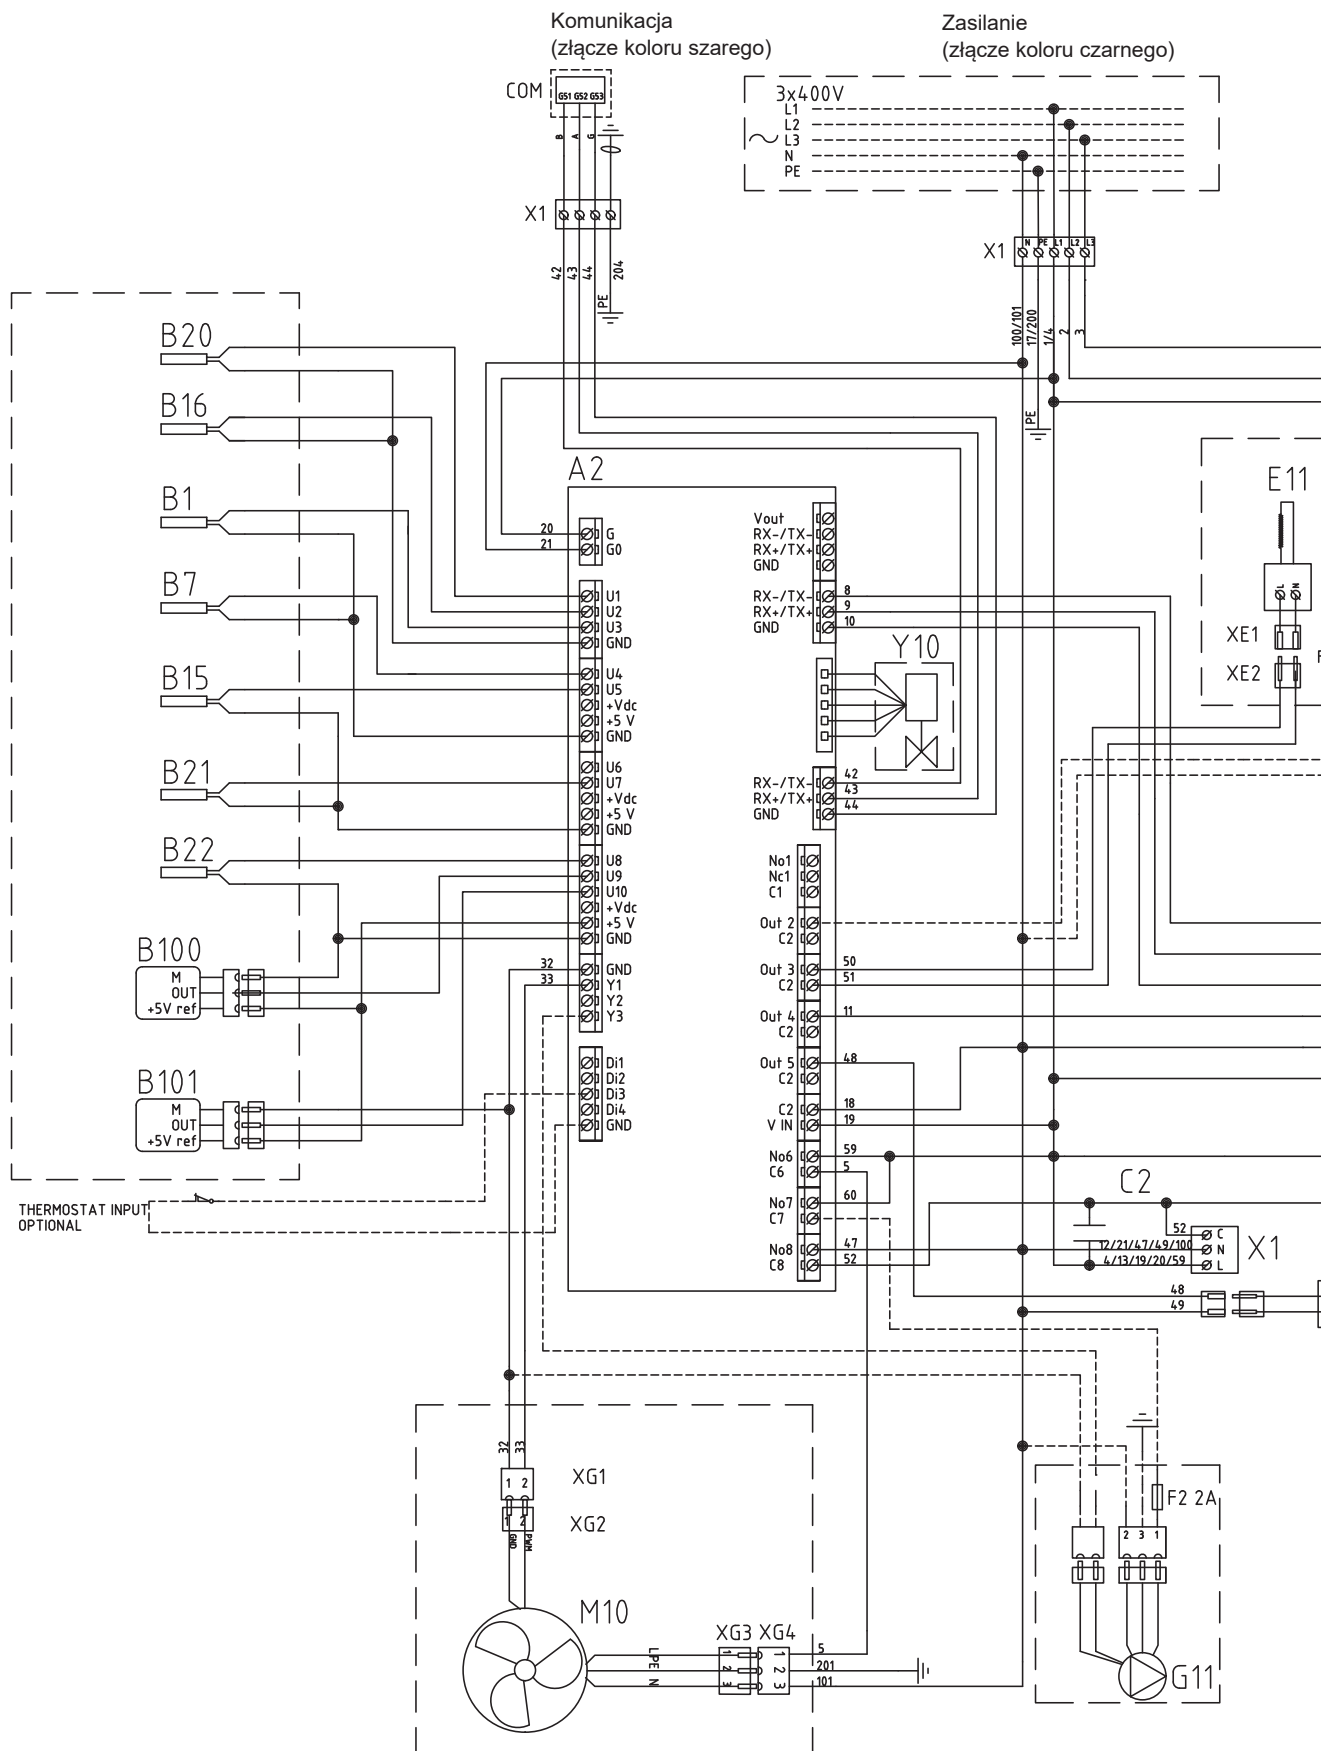 Komunikacja
(złącze koloru szarego)
Zasilanie
(złącze koloru czarnego)
COM
GS1 GS2 GS3
B A G
3x400V
L1
L2
L3
N
PE
X1
X1
N PE L1 L2 L3
42 43 44 204
PE
100/101 17/200 1/4 2 3
PE
B20
B16
B1
B7
B15
B21
B22
B100
M
OUT
+5V ref
B101
M
OUT
+5V ref
THERMOSTAT INPUT
OPTIONAL
A2
20 G
21 G0
U1
U2
U3
GND
U4
U5
+Vdc
+5 V
GND
U6
U7
+Vdc
+5 V
GND
U8
U9
U10
+Vdc
+5 V
GND
32 GND
33 Y1
Y2
Y3
Di1
Di2
Di3
Di4
GND
Vout
RX-/TX-
RX+/TX+
GND
RX-/TX- 8
RX+/TX+ 9
GND 10
Y10
RX-/TX- 42
RX+/TX+ 43
GND 44
No1
Nc1
C1
Out 2
C2
Out 3 50
C2 51
Out 4 11
C2
Out 5 48
C2
C2 18
V IN 19
No6 59
C6 5
No7 60
C7
No8 47
C8 52
E11
L N
XE1
XE2
C2
52 C
12/21/47/49/100 N
4/13/19/20/59 L
X1
48
49
32 33
1 2
XG1
1 2
XG2
GND PWM
M10
L PE N
XG3 XG4
1 1 5
2 2 201
3 3 101
F2 2A
2 3 1
G11